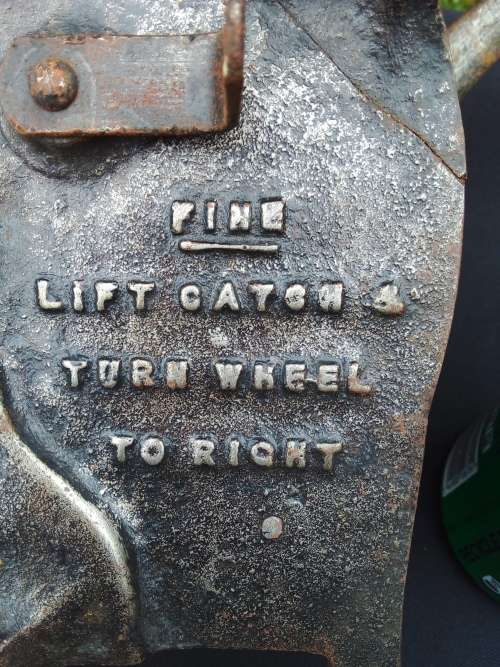 FINE
LIFT CATCH &
TURN WHEEL
TO RIGHT